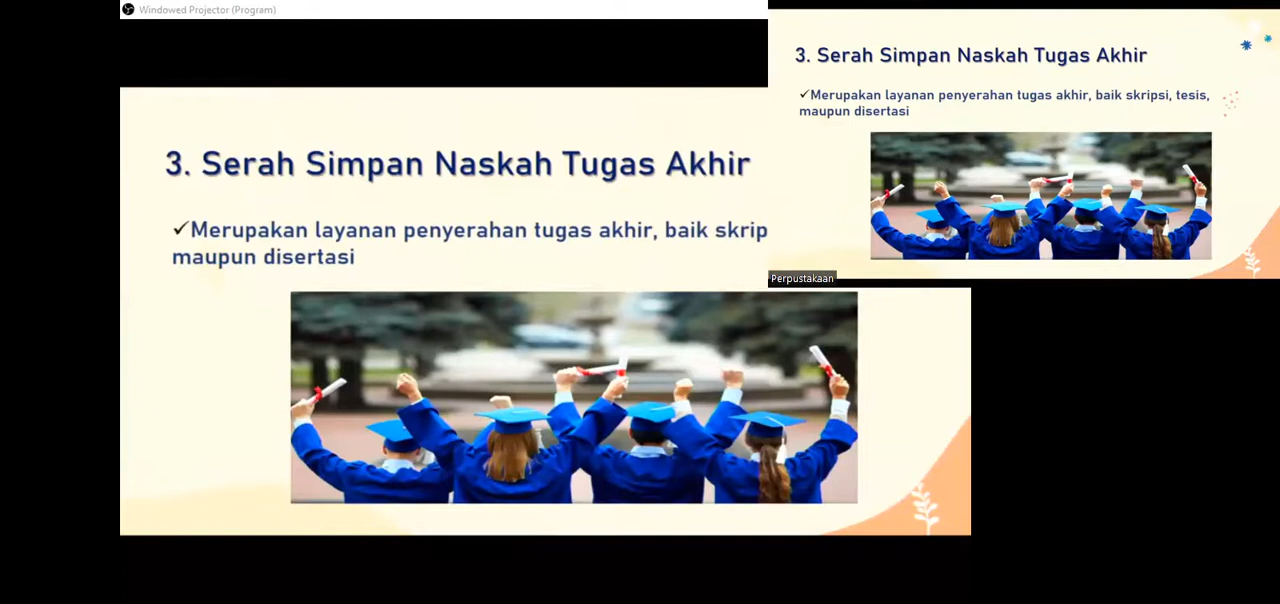 Windowed Projector (Program)
3. Serah Simpan Naskah Tugas Akhir
✓Merupakan layanan penyerahan tugas akhir, baik skrip
maupun disertasi
3. Serah Simpan Naskah Tugas Akhir
✓Merupakan layanan penyerahan tugas akhir, baik skripsi, tesis,
maupun disertasi
Perpustakaan